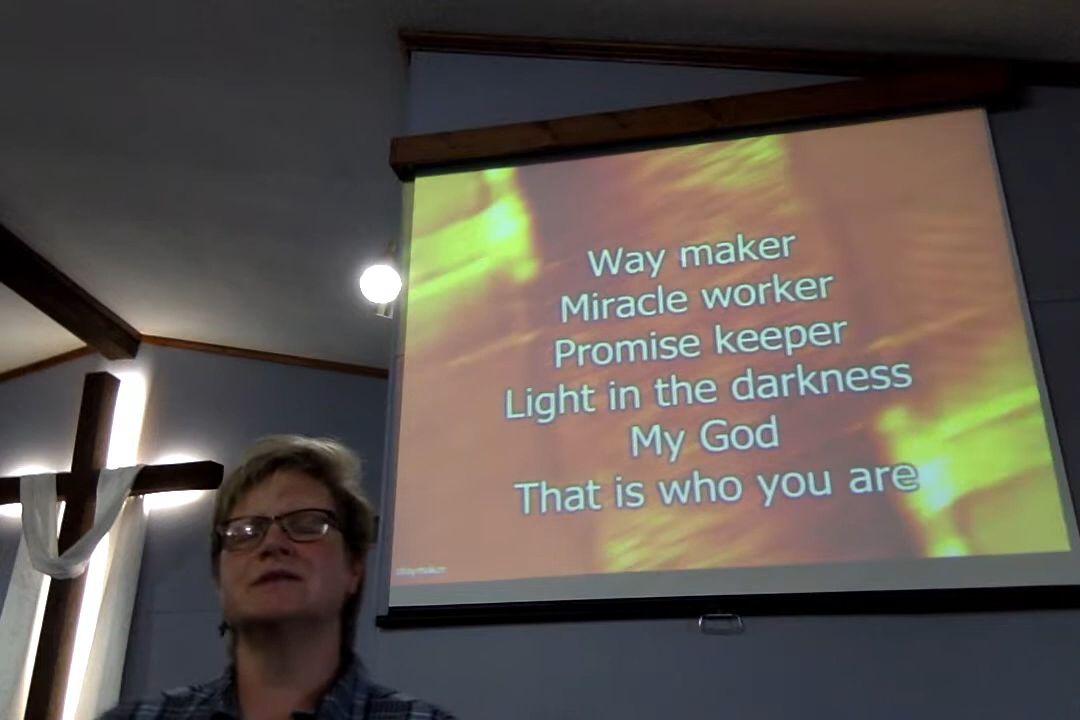 Way maker
Miracle worker
Promise keeper
Light in the darkness
My God
That is who you are